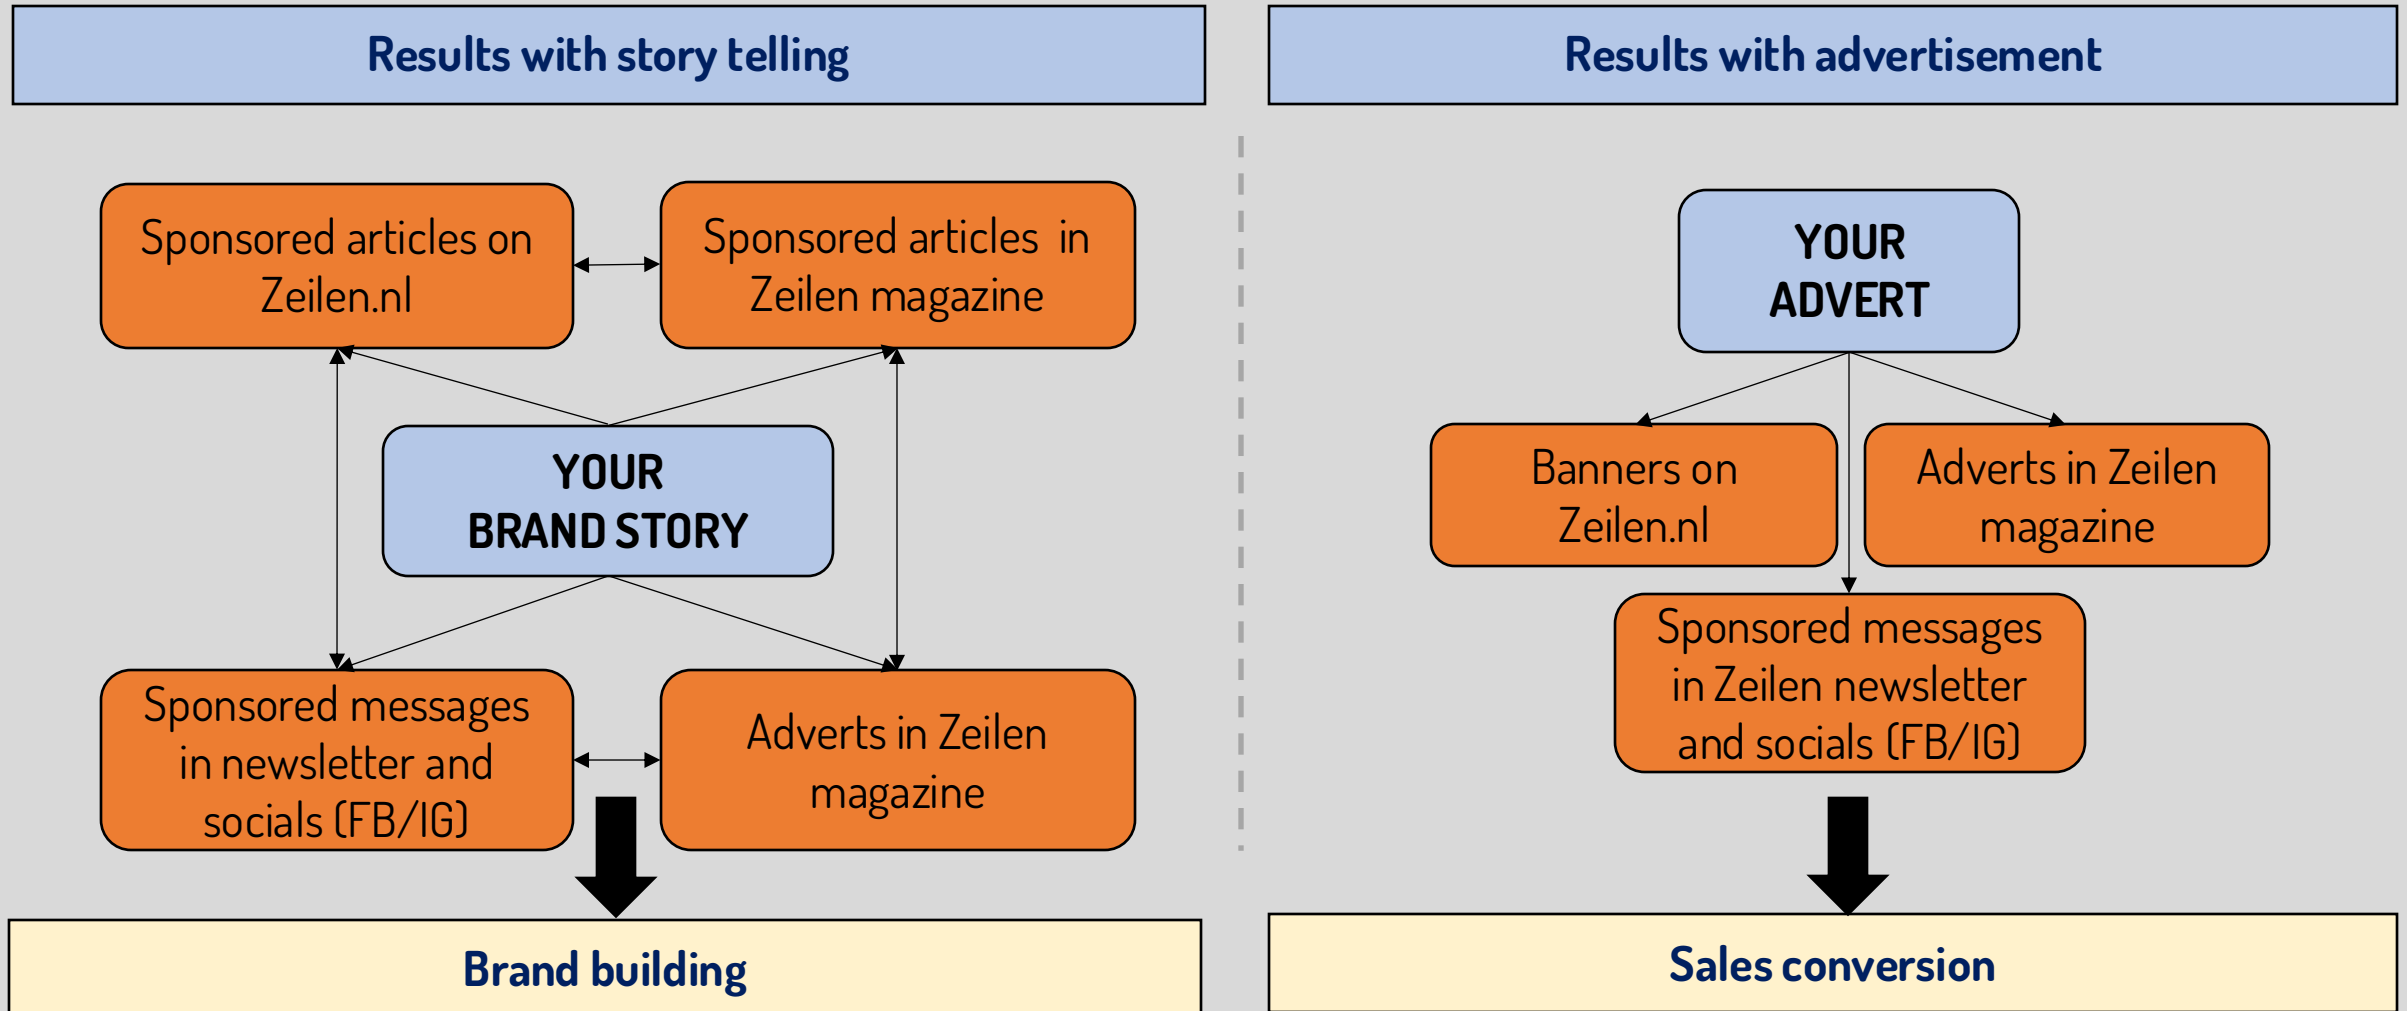 Results with story telling
Results with advertisement
Sponsored articles on
Zeilen.nl
Sponsored articles in
Zeilen magazine
YOUR
BRAND STORY
Sponsored messages
in newsletter and
socials (FB/IG)
Adverts in Zeilen
magazine
Brand building
YOUR
ADVERT
Banners on
Zeilen.nl
Adverts in Zeilen
magazine
Sponsored messages
in Zeilen newsletter
and socials (FB/IG)
Sales conversion